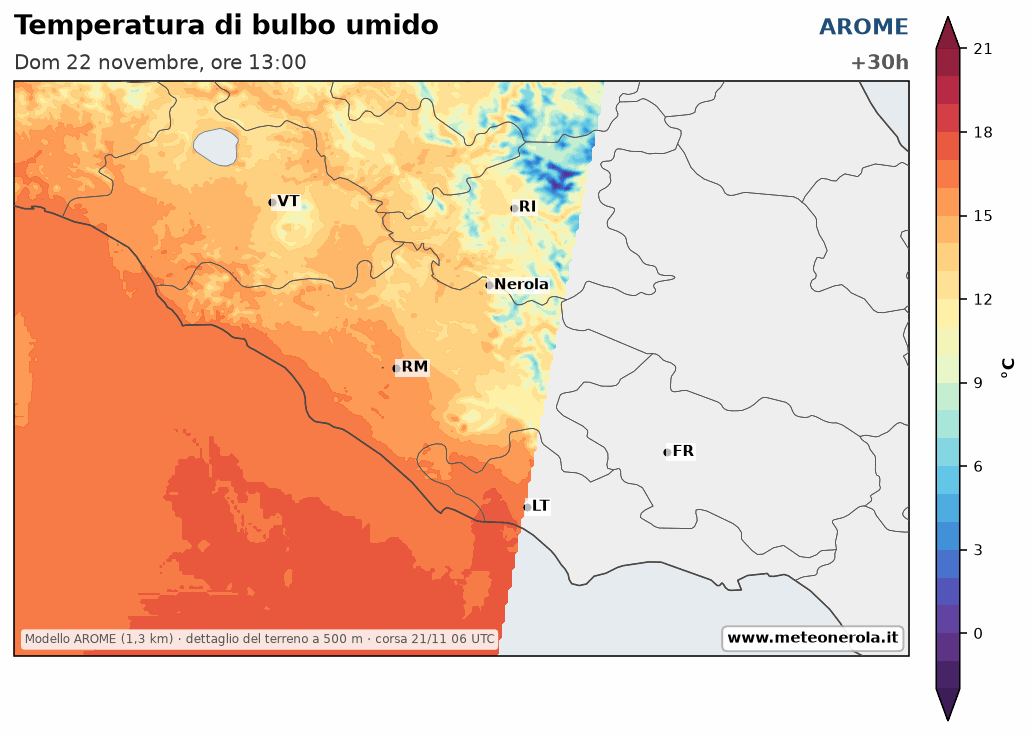 Temperatura di bulbo umido
AROME
Dom 22 novembre, ore 13:00
+30h
21
18
15
12
9
6
3
0
°C
VT
RI
Nerola
RM
FR
LT
Modello AROME (1,3 km) · dettaglio del terreno a 500 m · corsa 21/11 06 UTC
www.meteonerola.it